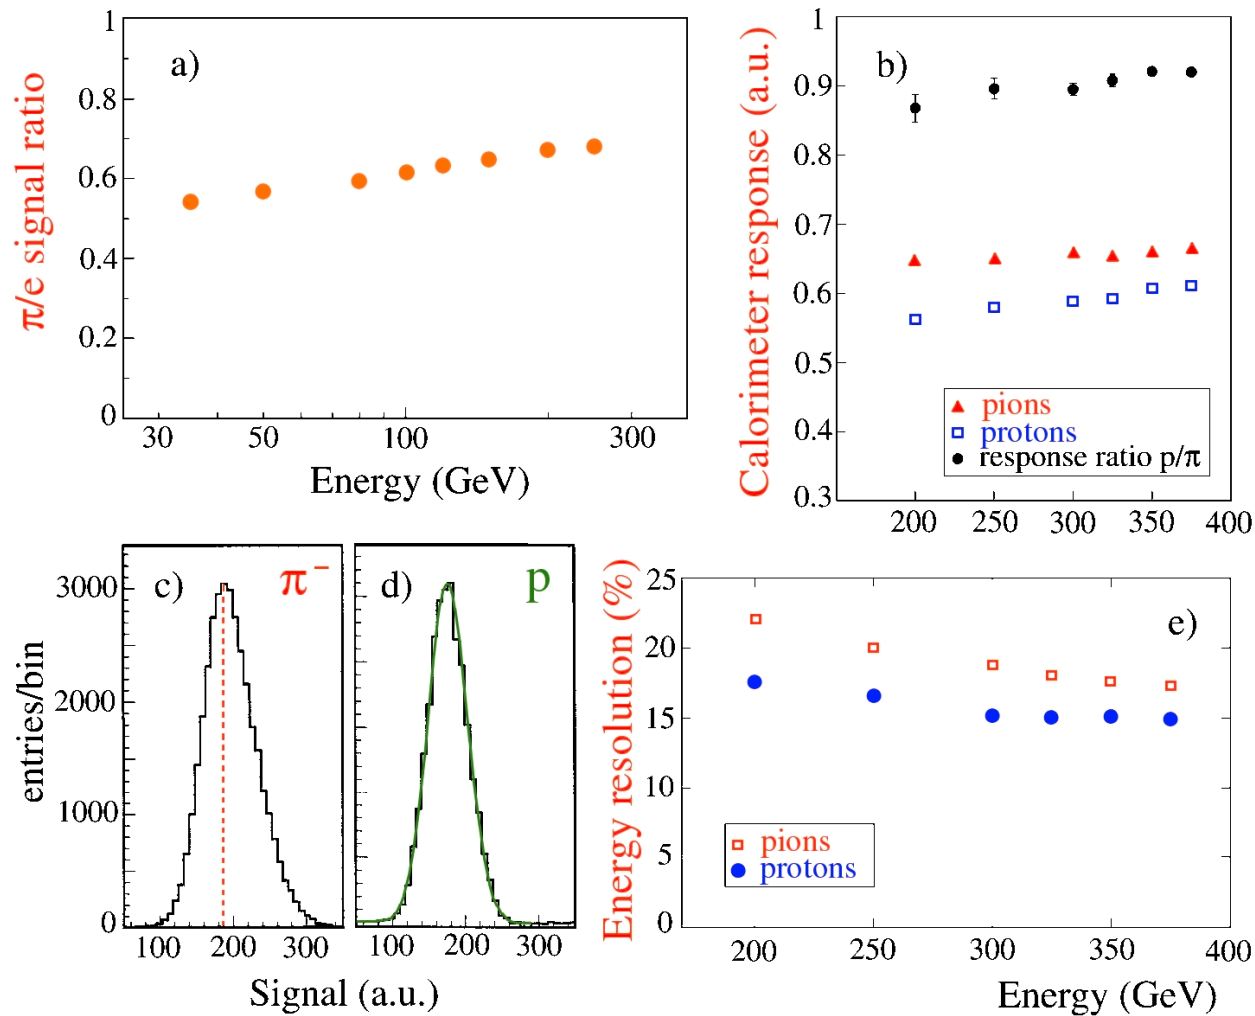 a)
π/e signal ratio
1
0.8
0.6
0.4
0.2
0
30 50 100 300
Energy (GeV)
b)
Calorimeter response (a.u.)
1
0.9
0.8
0.7
0.6
0.5
0.4
0.3
pions
protons
response ratio p/π
200 250 300 350 400
c) π−
entries/bin
3000
2000
1000
0
100 200 300
d) p
100 200 300
Signal (a.u.)
e)
Energy resolution (%)
25
20
15
10
5
0
pions
protons
200 250 300 350 400
Energy (GeV)